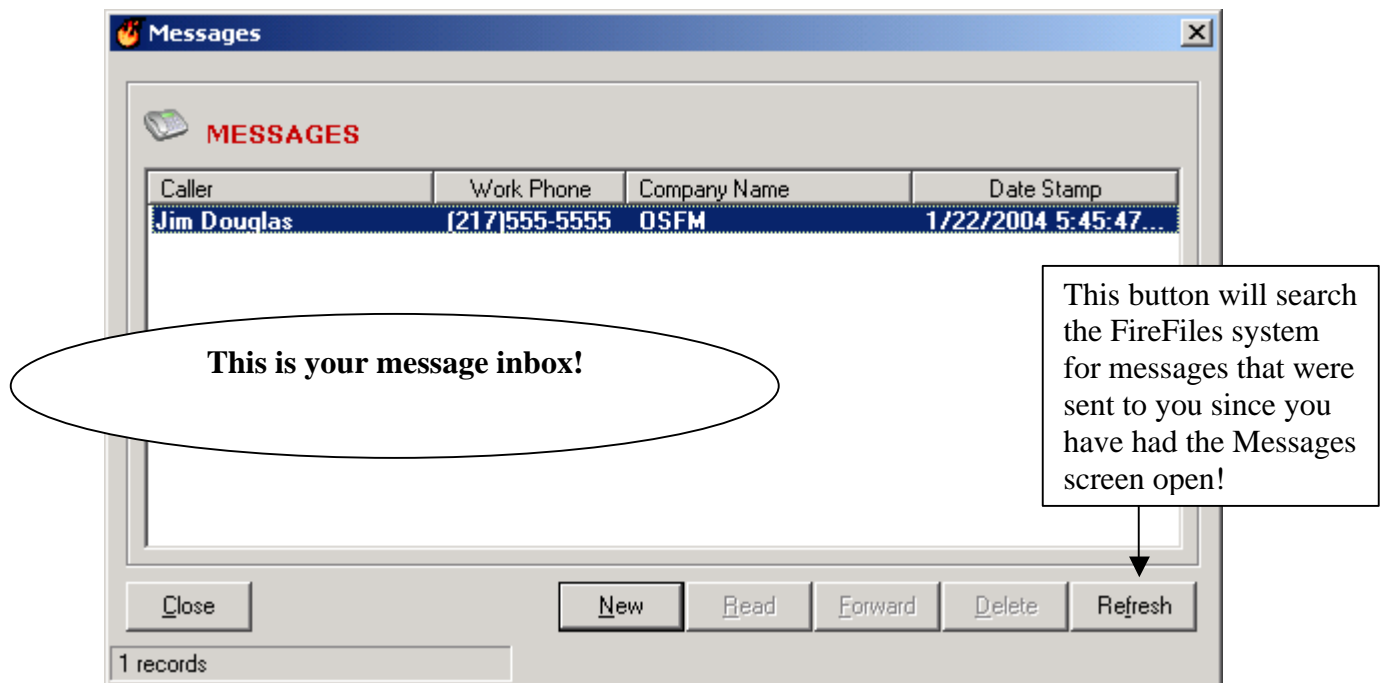 Messages
MESSAGES
Caller Work Phone Company Name Date Stamp
Jim Douglas (217)555-5555 OSFM 1/22/2004 5:45:47...
This is your message inbox!
This button will search
the FireFiles system
for messages that were
sent to you since you
have had the Messages
screen open!
Close New Read Forward Delete Refresh
1 records